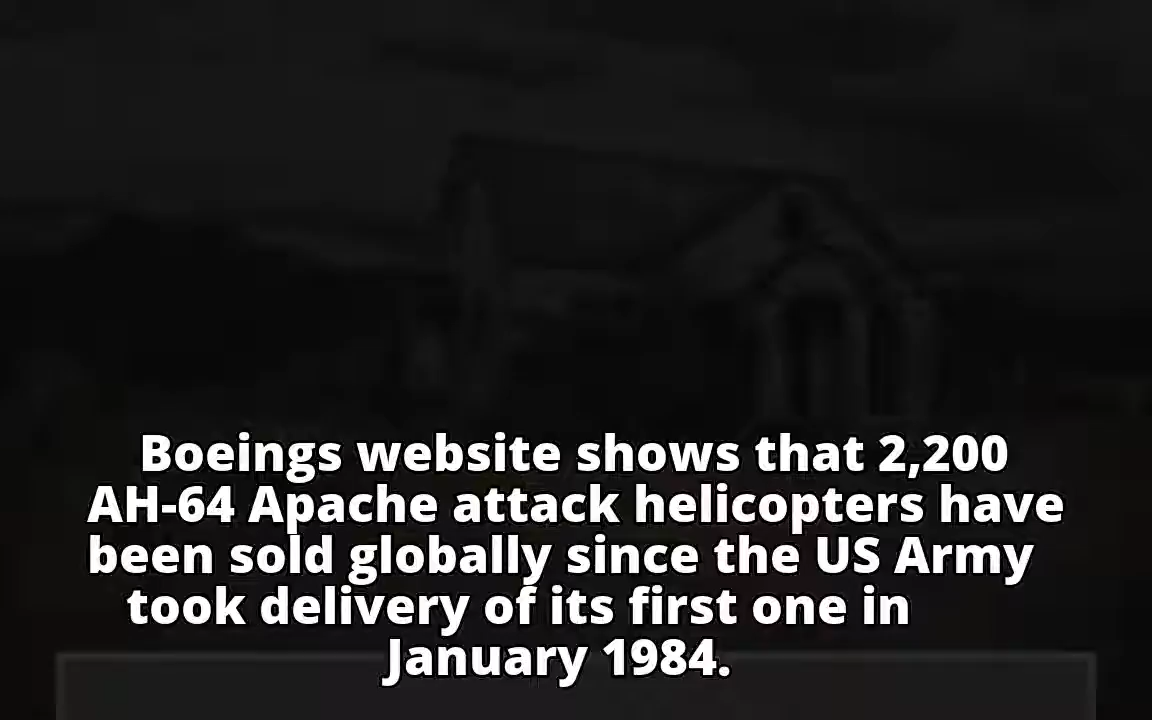 Boeings website shows that 2,200
AH-64 Apache attack helicopters have
been sold globally since the US Army
took delivery of its first one in
January 1984.